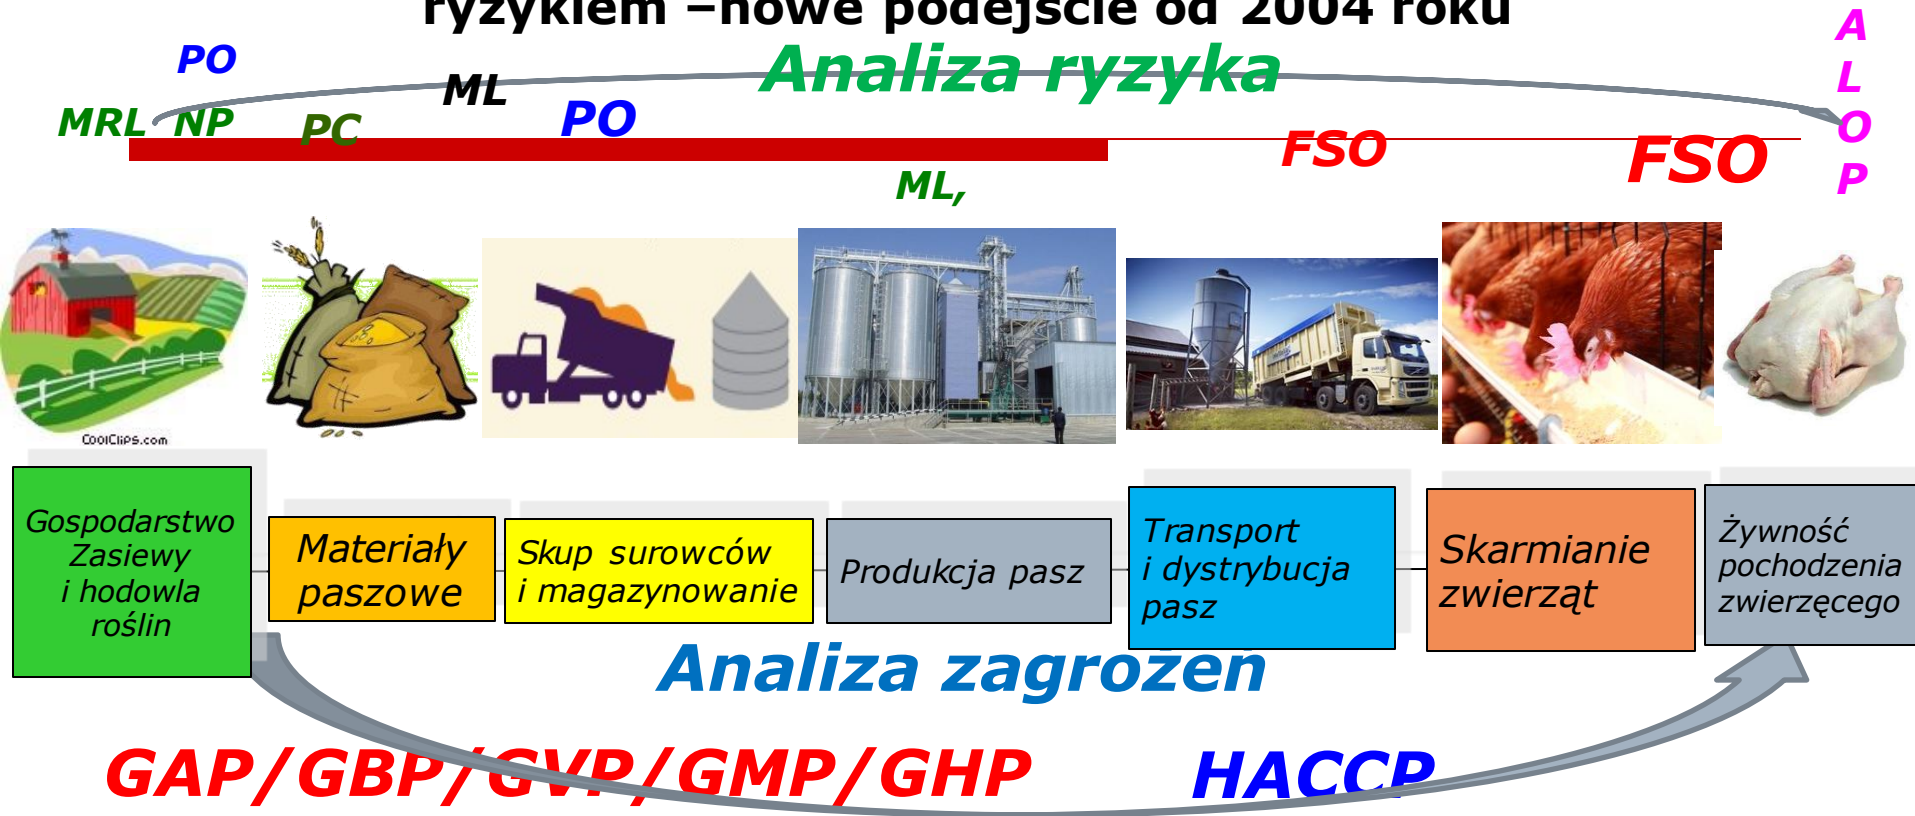 ryzykiem –nowe podejście od 2004 roku
Analiza ryzyka
PO
ML
MRL NP
PC
PO
FSO
FSO
A
L
O
P
ML,
CoolClips.com
Gospodarstwo
Zasiewy
i hodowla
roślin
Materiały
paszowe
Skup surowców
i magazynowanie
Produkcja pasz
Transport
i dystrybucja
pasz
Skarmianie
zwierząt
Żywność
pochodzenia
zwierzęcego
Analiza zagrożeń
GAP/GBP/GVP/GMP/GHP
HACCP